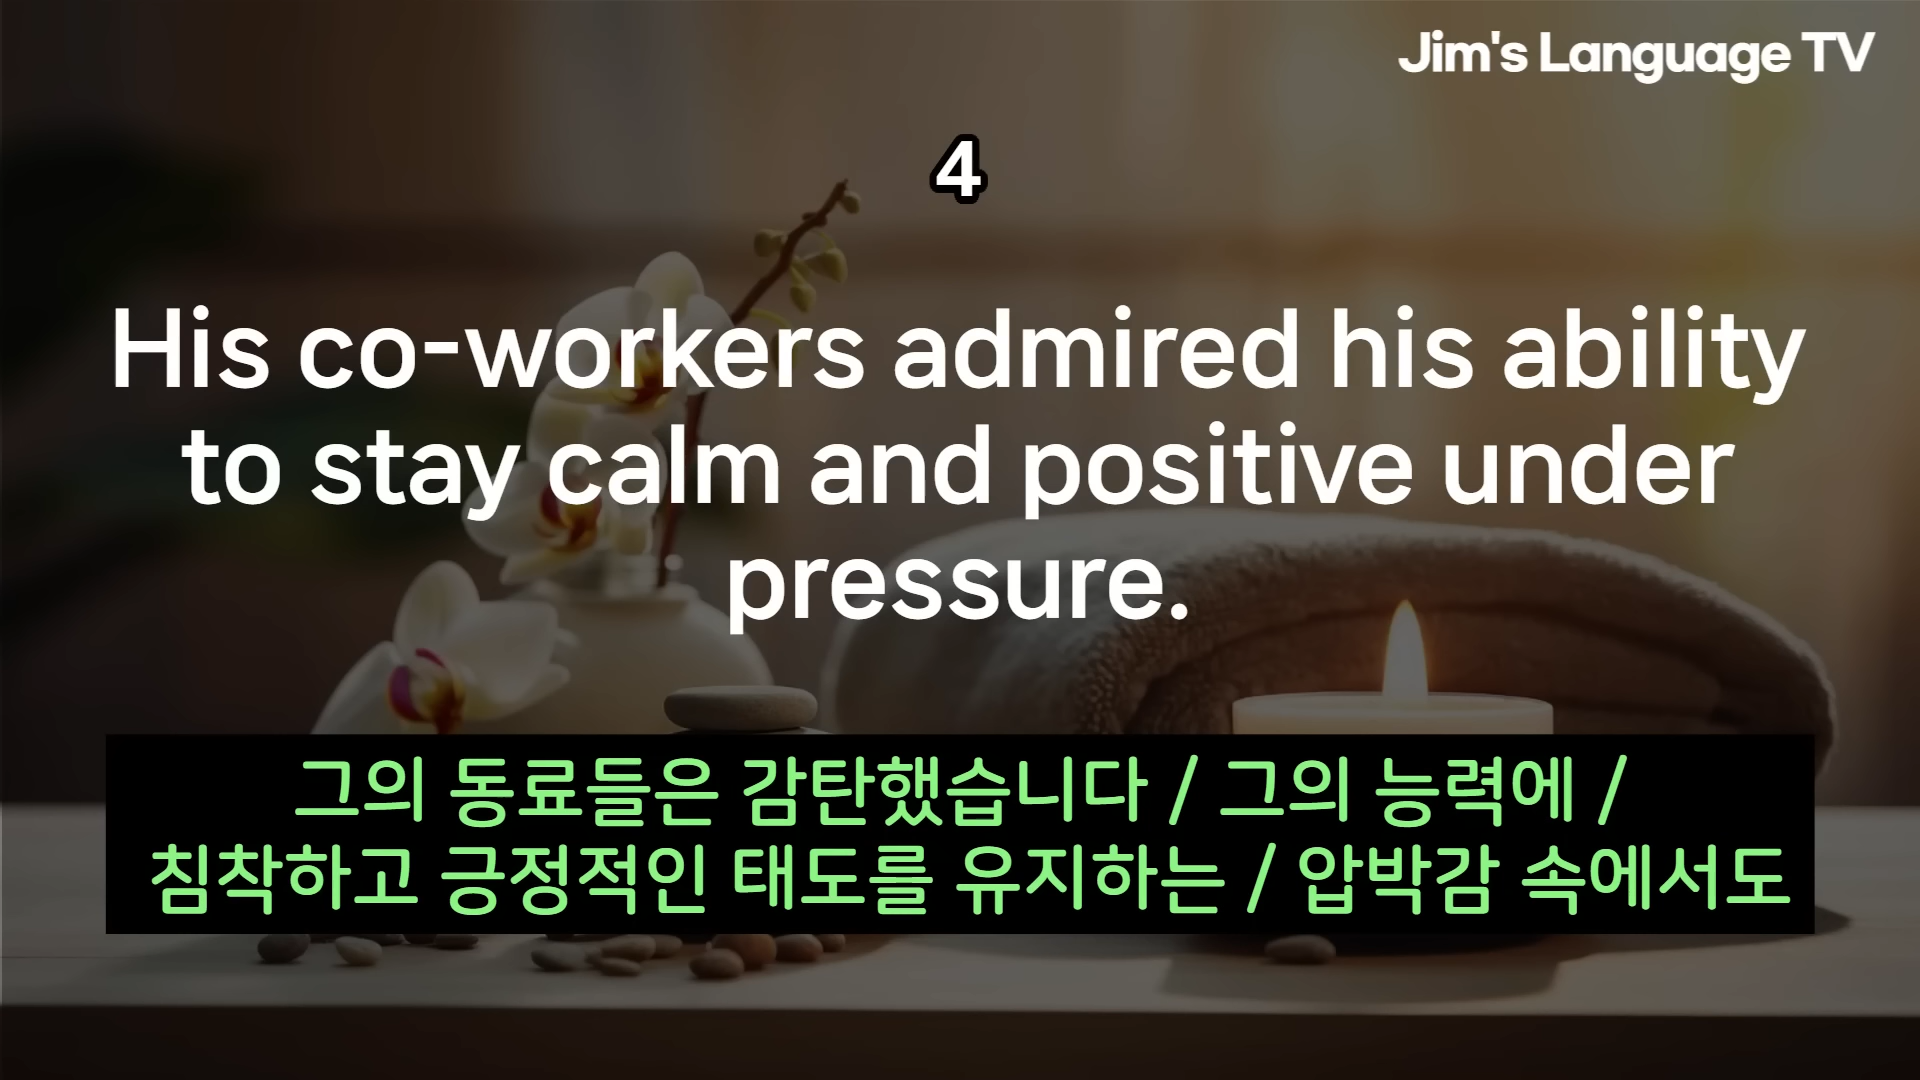 Jim's Language TV
4
His co-workers admired his ability
to stay calm and positive under
pressure.
그의 동료들은 감탄했습니다 / 그의 능력에 /
침착하고 긍정적인 태도를 유지하는 / 압박감 속에서도